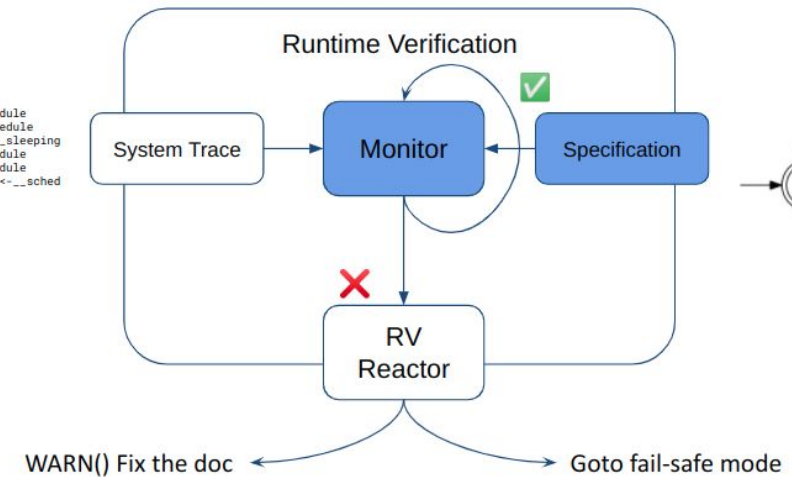 Runtime Verification
dule
edule
_sleeping
dule
dule
<-__sched
System Trace
Monitor
Specification
RV
Reactor
WARN() Fix the doc
Goto fail-safe mode